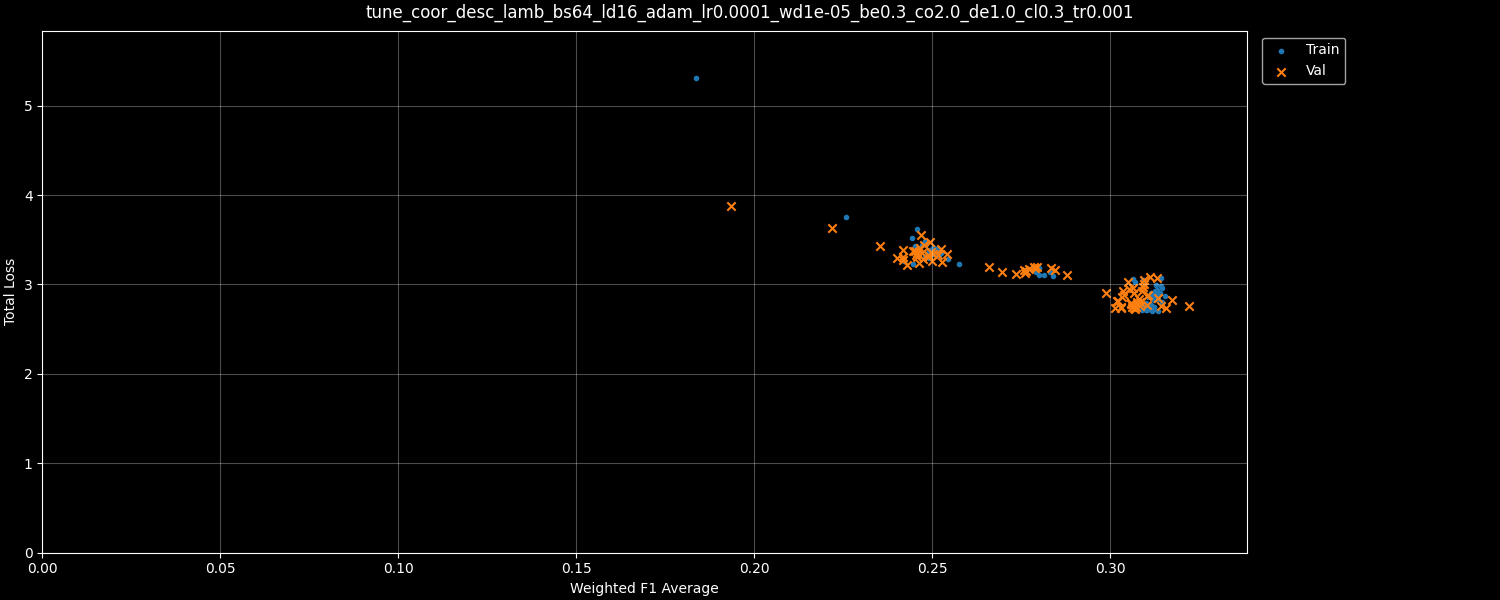 tune_coor_desc_lamb_bs64_ld16_adam_lr0.0001_wd1e-05_be0.3_co2.0_de1.0_cl0.3_tr0.001
Train
Val
5
4
3
2
1
0
Total Loss
0.00 0.05 0.10 0.15 0.20 0.25 0.30
Weighted F1 Average